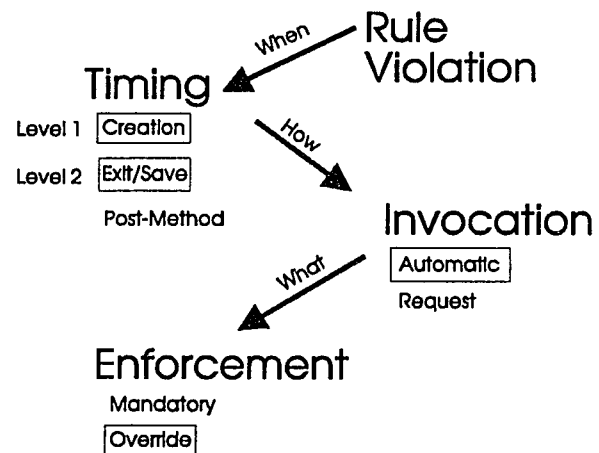 Rule
Violation
When
Timing
Level 1 Creation
Level 2 Exit/Save
Post-Method
How
Invocation
Automatic
Request
What
Enforcement
Mandatory
Override